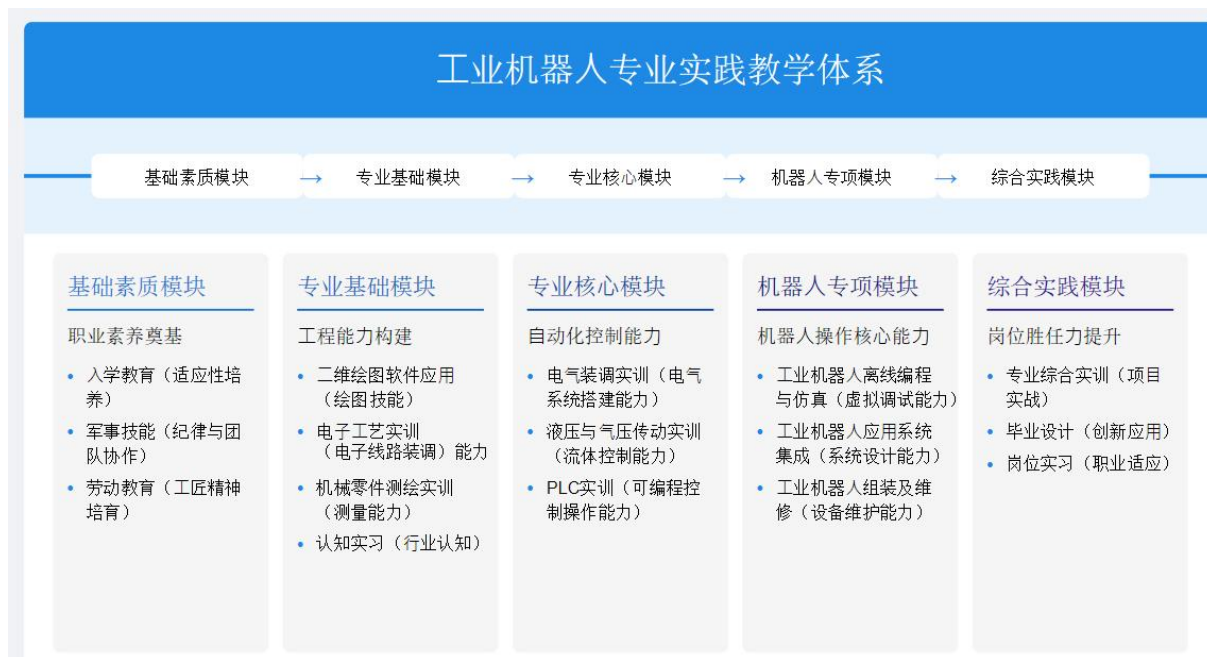 工业机器人专业实践教学体系
基础素质模块 → 专业基础模块 → 专业核心模块 → 机器人专项模块 → 综合实践模块
基础素质模块
职业素养奠基
• 入学教育（适应性培
养）
• 军事技能（纪律与团
队协作）
• 劳动教育（工匠精神
培育）
专业基础模块
工程能力构建
• 二维绘图软件应用
（绘图技能）
• 电子工艺实训
（电子线路装调）能力
• 机械零件测绘实训
（测量能力）
• 认知实习（行业认知）
专业核心模块
自动化控制能力
• 电气装调实训（电气
系统搭建能力）
• 液压与气压传动实训
（流体控制能力）
• PLC实训（可编程控
制操作能力）
机器人专项模块
机器人操作核心能力
• 工业机器人离线编程
与仿真（虚拟调试能力）
• 工业机器人应用系统
集成（系统设计能力）
• 工业机器人组装及维
修（设备维护能力）
综合实践模块
岗位胜任力提升
• 专业综合实训（项目
实战）
• 毕业设计（创新应用）
• 岗位实习（职业适应）